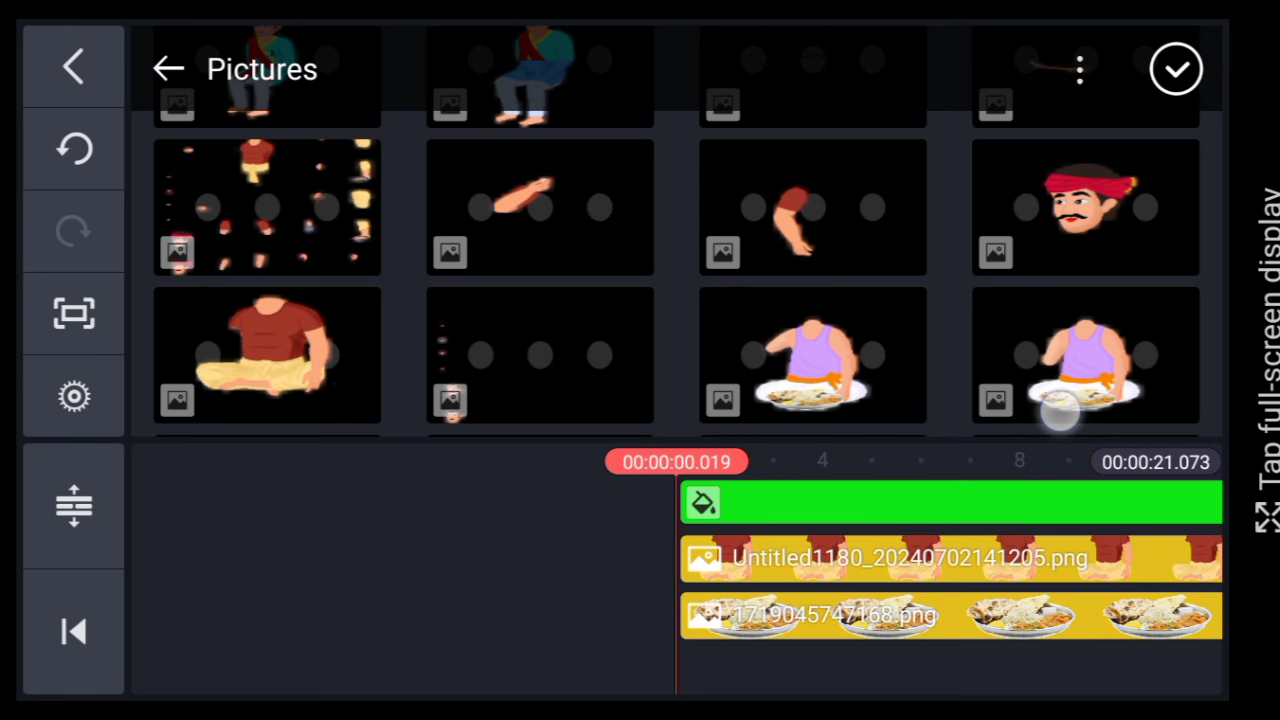 Pictures
00:00:00.019
4
8
00:00:21.073
Untitled1180_20240702141205.png
1719045747168.png
Tap full-screen display